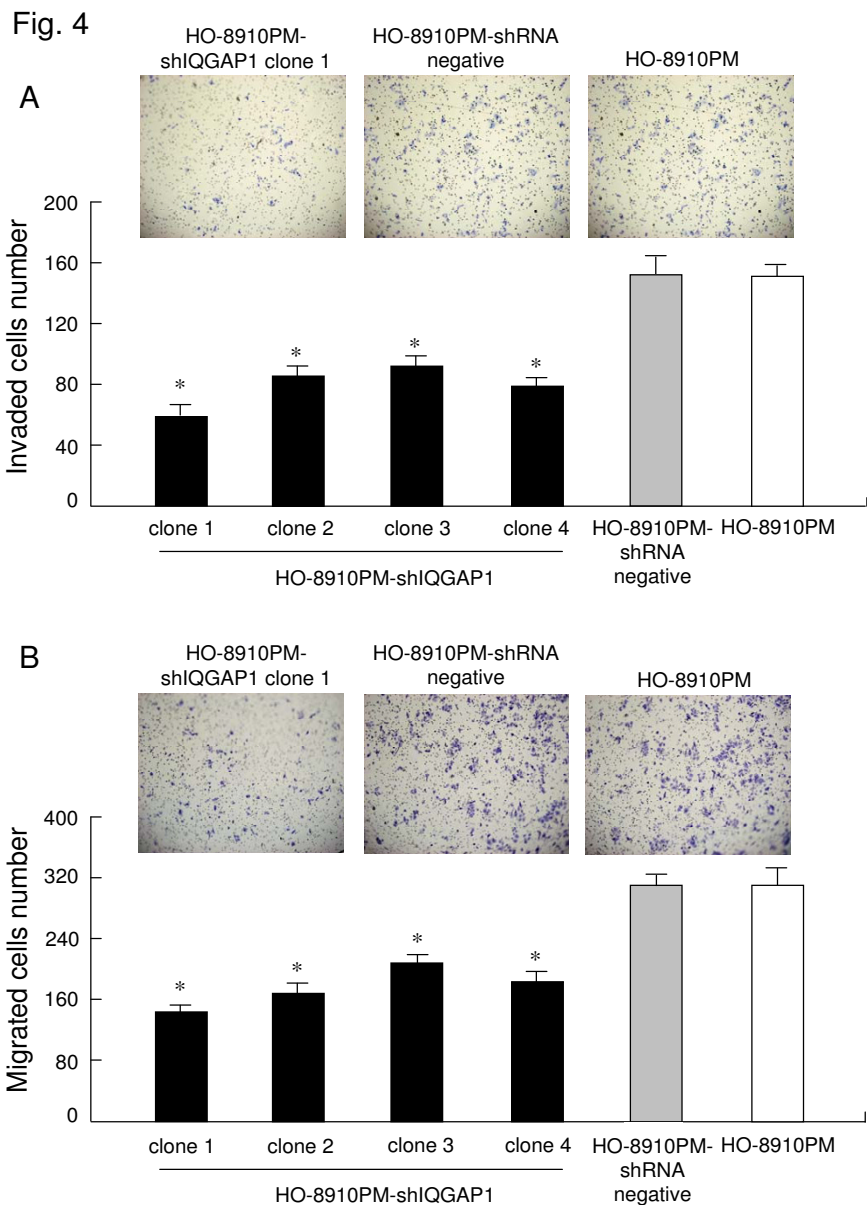 Fig. 4
A
HO-8910PM-
shIQGAP1 clone 1
HO-8910PM-shRNA
negative
HO-8910PM
Invaded cells number
200
160
120
80
40
0
*
*
*
*
clone 1
clone 2
clone 3
clone 4
HO-8910PM-shIQGAP1
HO-8910PM-
shRNA
negative
HO-8910PM
B
HO-8910PM-
shIQGAP1 clone 1
HO-8910PM-shRNA
negative
HO-8910PM
Migrated cells number
400
320
240
160
80
0
*
*
*
*
clone 1
clone 2
clone 3
clone 4
HO-8910PM-shIQGAP1
HO-8910PM-
shRNA
negative
HO-8910PM